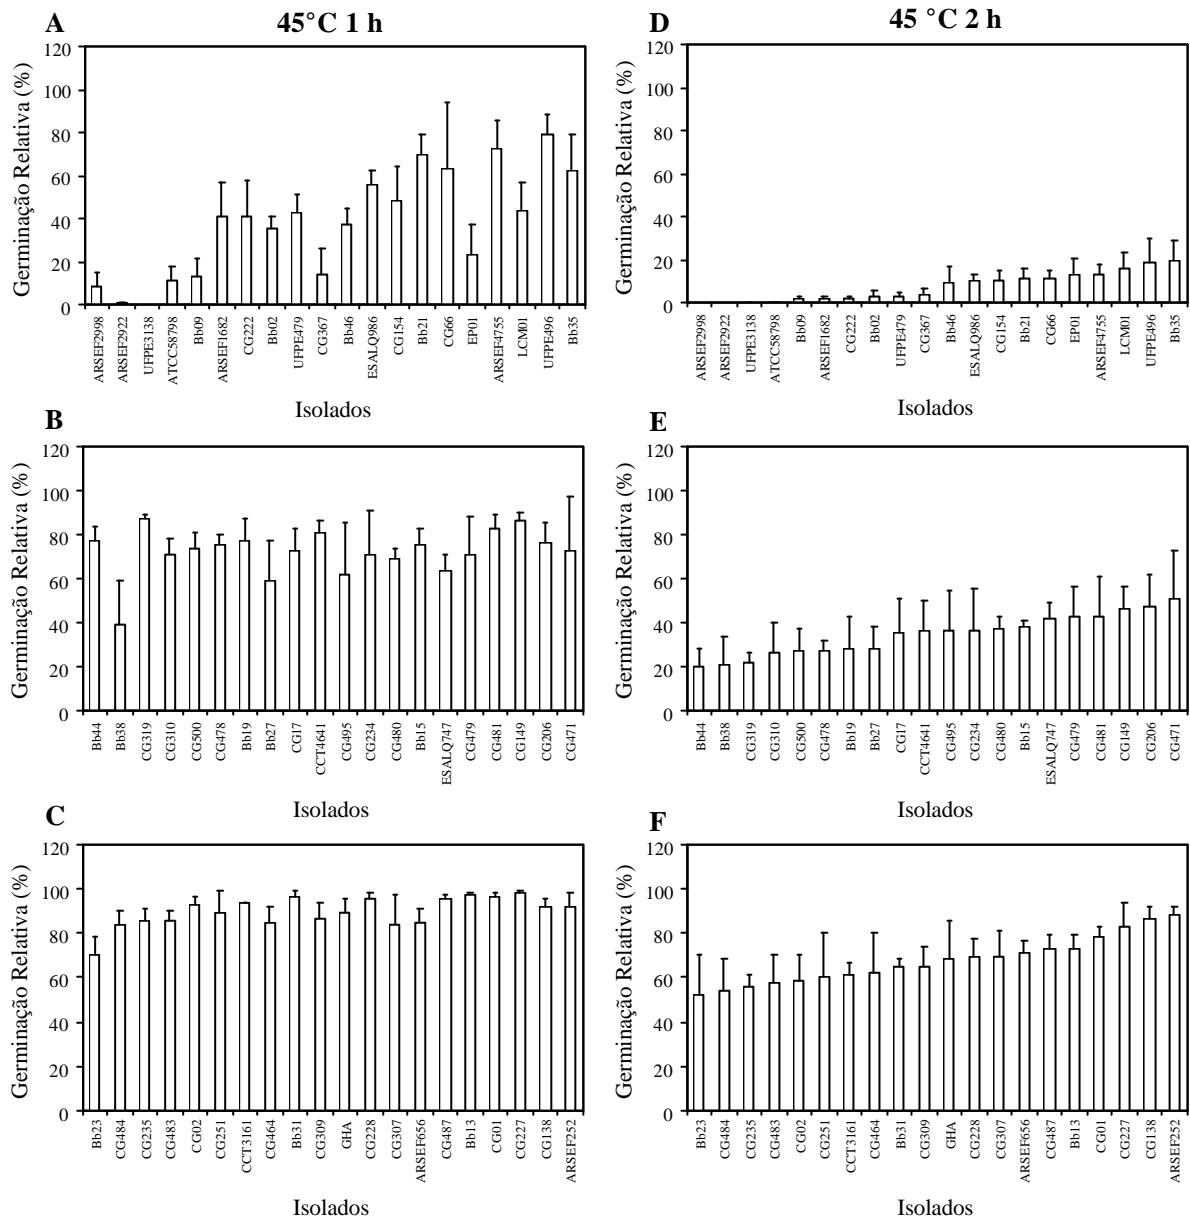 A
45°C 1 h
Germinação Relativa (%)
120
100
80
60
40
20
0
ARSEF2998
ARSEF2922
UFPE3138
ATCC58798
Bb09
ARSEF1682
CG222
Bb02
UFPE479
CG367
Bb46
ESALQ986
CG154
Bb21
CG66
EP01
ARSEF4755
LCM01
UFPE496
Bb35
Isolados
D
45 °C 2 h
Germinação Relativa (%)
120
100
80
60
40
20
0
ARSEF2998
ARSEF2922
UFPE3138
ATCC58798
Bb09
ARSEF1682
CG222
Bb02
UFPE479
CG367
Bb46
ESALQ986
CG154
Bb21
CG66
EP01
ARSEF4755
LCM01
UFPE496
Bb35
Isolados
B
Germinação Relativa (%)
120
100
80
60
40
20
0
Bb44
Bb38
CG319
CG310
CG500
CG478
Bb19
Bb27
CG17
CCT4641
CG495
CG234
CG480
Bb15
ESALQ747
CG479
CG481
CG149
CG206
CG471
Isolados
E
Germinação Relativa (%)
120
100
80
60
40
20
0
Bb44
Bb38
CG319
CG310
CG500
CG478
Bb19
Bb27
CG17
CCT4641
CG495
CG234
CG480
Bb15
ESALQ747
CG479
CG481
CG149
CG206
CG471
Isolados
C
Germinação Relativa (%)
120
100
80
60
40
20
0
Bb23
CG484
CG235
CG483
CG02
CG251
CCT3161
CG464
Bb31
CG309
GHA
CG228
CG307
ARSEF656
CG487
Bb13
CG01
CG227
CG138
ARSEF252
Isolados
F
Germinação Relativa (%)
120
100
80
60
40
20
0
Bb23
CG484
CG235
CG483
CG02
CG251
CCT3161
CG464
Bb31
CG309
GHA
CG228
CG307
ARSEF656
CG487
Bb13
CG01
CG227
CG138
ARSEF252
Isolados